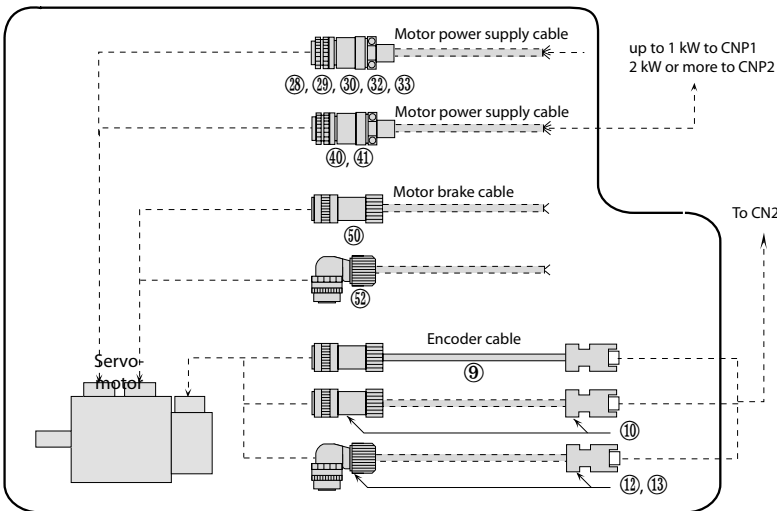 Motor power supply cable
up to 1 kW to CNP1
2 kW or more to CNP2
㉘, ㉙, ㉚, ㉜, ㉝
Motor power supply cable
㊵, ㊶
Motor brake cable
㊿
To CN2
52
Encoder cable
⑨
Servo-
motor
⑩
⑫, ⑬